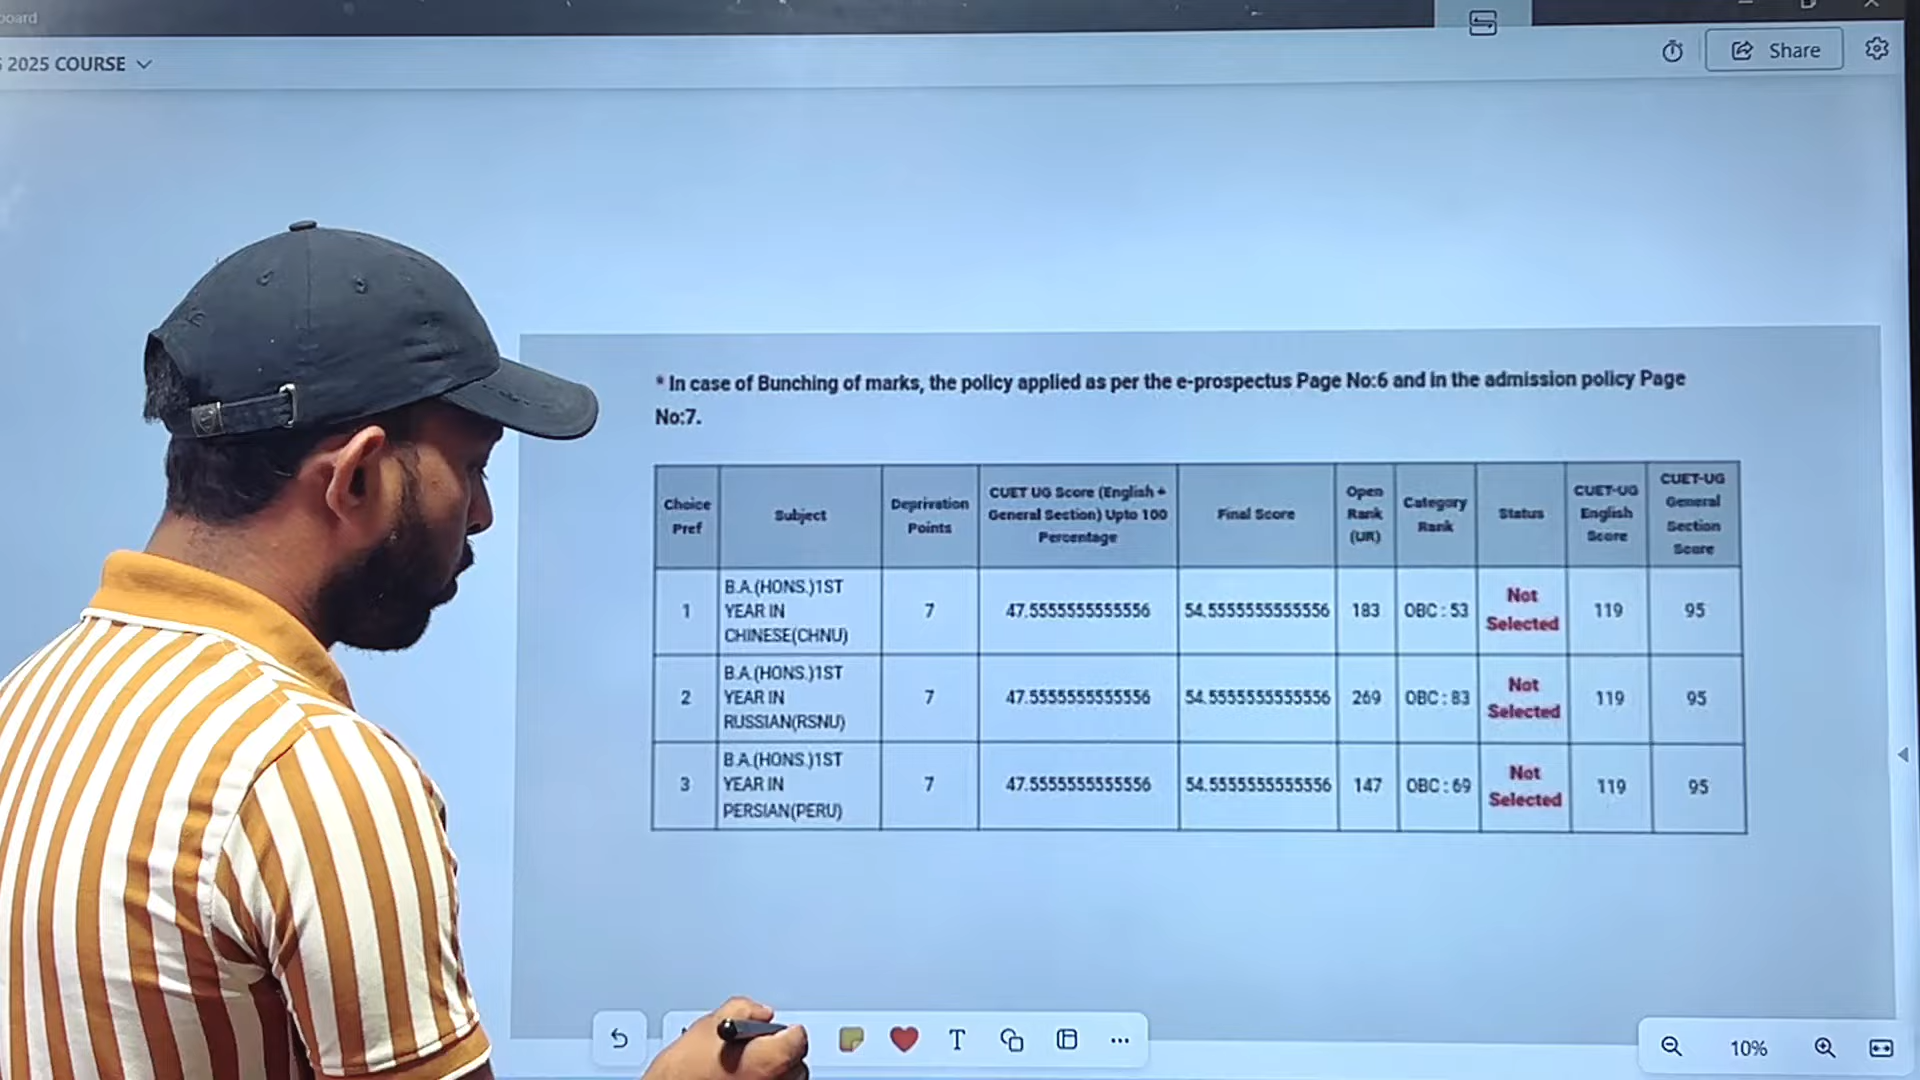 board
2025 COURSE
Share
* In case of Bunching of marks, the policy applied as per the e-prospectus Page No:6 and in the admission policy Page
No:7.
Choice Pref Subject Deprivation Points CUET UG Score (English + General Section) Upto 100 Percentage Final Score Open Rank (UR) Category Rank Status CUET-UG English Score CUET-UG General Section Score
1 B.A.(HONS.)1ST YEAR IN CHINESE(CHNU) 7 47.5555555555556 54.5555555555556 183 OBC : 53 Not Selected 119 95
2 B.A.(HONS.)1ST YEAR IN RUSSIAN(RSNU) 7 47.5555555555556 54.5555555555556 269 OBC : 83 Not Selected 119 95
3 B.A.(HONS.)1ST YEAR IN PERSIAN(PERU) 7 47.5555555555556 54.5555555555556 147 OBC : 69 Not Selected 119 95
T
10%